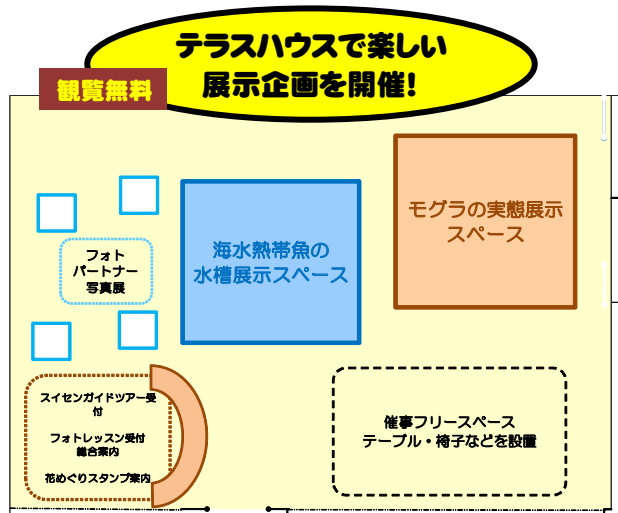 テラスハウスで楽しい
展示企画を開催!
観覧無料
モグラの実態展示
スペース
海水熱帯魚の
水槽展示スペース
フォト
パートナー
写真展
スイセンガイドツアー受
付
フォトレッスン受付
総合案内
花めぐりスタンプ案内
催事フリースペース
テーブル・椅子などを設置